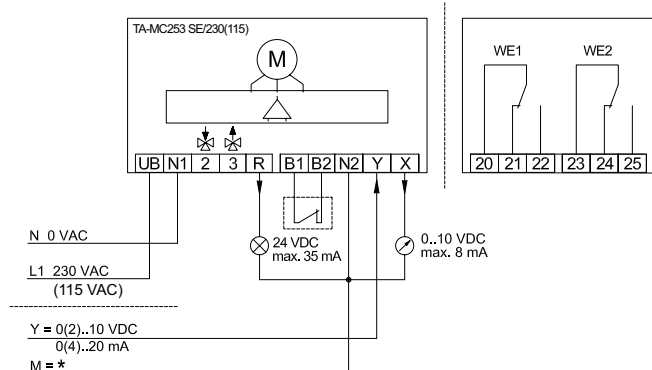 TA-MC253 SE/230(115)
M
UB N1 2 3 R B1 B2 N2 Y X
WE1 WE2
20 21 22 23 24 25
N 0 VAC
L1 230 VAC
(115 VAC)
24 VDC
max. 35 mA
0..10 VDC
max. 8 mA
Y = 0(2)..10 VDC
0(4)..20 mA
M = *